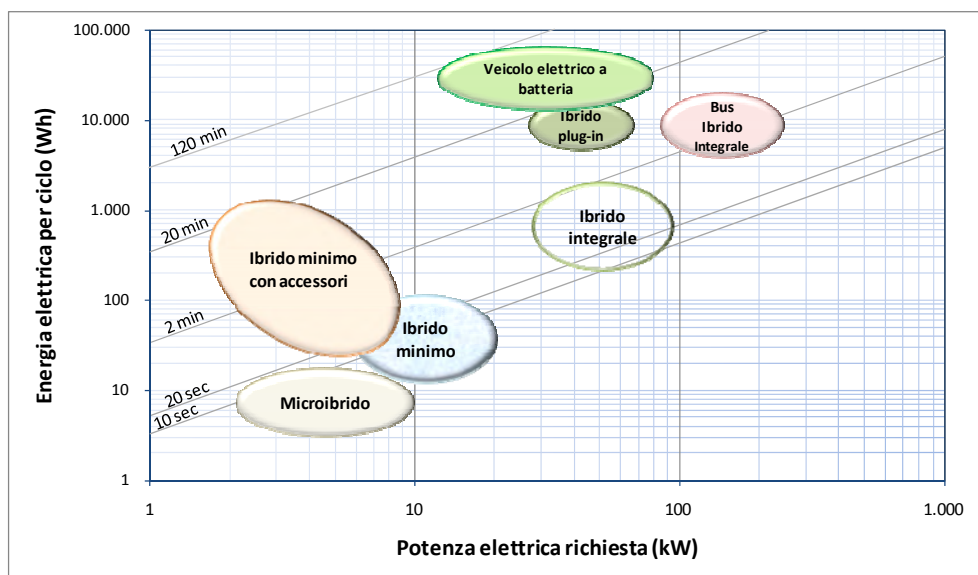 100.000
10.000
1.000
100
10
1
Energia elettrica per ciclo (Wh)
120 min
20 min
2 min
20 sec
10 sec
Veicolo elettrico a
batteria
Ibrido
plug-in
Bus
Ibrido
Integrale
Ibrido
integrale
Ibrido minimo
con accessori
Ibrido
minimo
Microibrido
1
10
100
1.000
Potenza elettrica richiesta (kW)